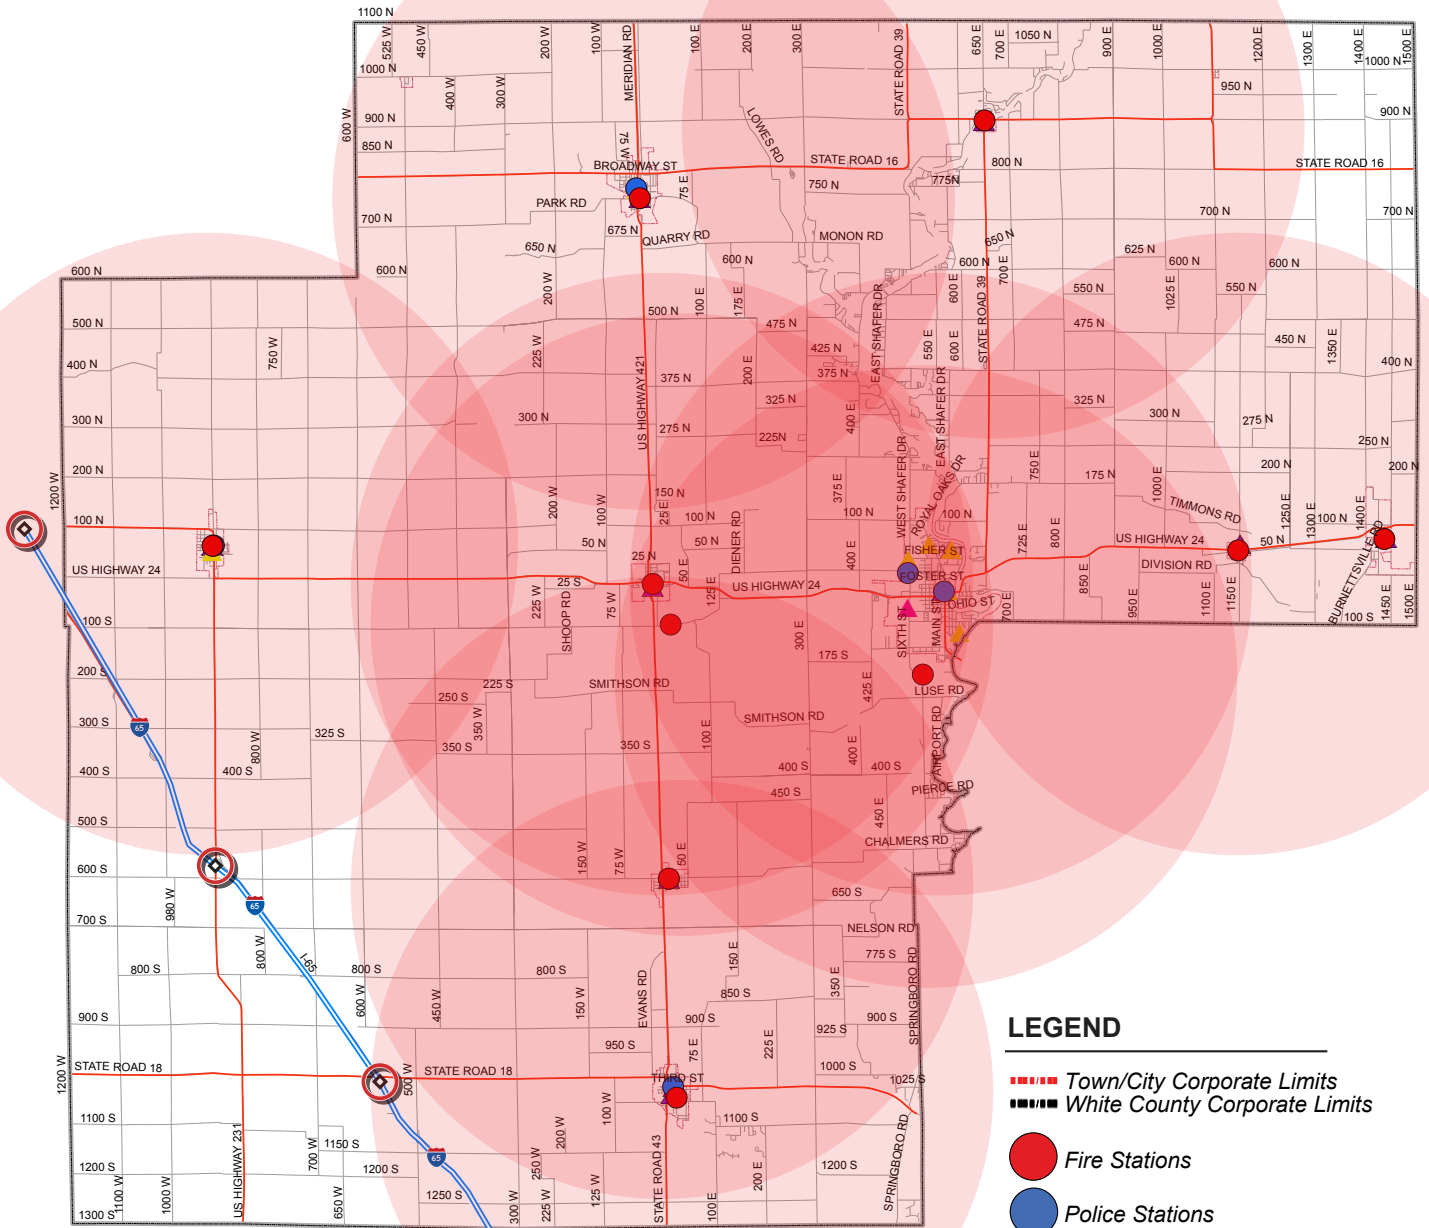 1100 N
525 W
450 W
200 W
100 W
MERIDIAN RD
100 E
200 E
300 E
STATE ROAD 39
650 E
700 E
1050 N
900 E
1000 E
1200 E
1300 E
1400 E
1500 E
1000 N
1000 N
400 W
300 W
950 N
600 W
900 N
900 N
850 N
75 W
LOWES RD
BROADWAY ST
STATE ROAD 16
800 N
STATE ROAD 16
775N
75 E
750 N
PARK RD
700 N
700 N
700 N
675 N
QUARRY RD
MONON RD
650 N
650 N
625 N
600 N
600 N
600 N
600 N
600 N
600 N
700 E
200 W
100 E
175 E
EAST SHAFER DR
600 E
STATE ROAD 39
550 N
1025 E
550 N
500 N
500 N
475 N
475 N
750 W
225 W
US HIGHWAY 421
425 N
550 E
600 E
450 N
1350 E
400 N
400 N
375 N
375 N
200 E
EAST SHAFER DR
325 N
325 N
300 N
300 N
300 N
400 E
275 N
275 N
225N
250 N
WEST SHAFER DR
ROYAL OAKS DR
750 E
200 N
200 N
200 N
175 N
1000 E
1200 W
200 W
100 W
150 N
25 E
375 E
TIMMONS RD
1250 E
1300 E
1400 E
100 N
100 N
100 N
100 N
100 N
DIENER RD
50 N
50 N
725 E
800 E
US HIGHWAY 24
50 N
BURNETTSVILLE RD
25 N
50 E
400 E
FISHER ST
FOSTER ST
DIVISION RD
US HIGHWAY 24
25 S
US HIGHWAY 24
125 E
OHIO ST
225 W
SHOOP RD
75 W
SIXTH ST
MAIN ST
700 E
850 E
950 E
1100 E
1150 E
1450 E
1500 E
100 S
100 S
300 E
175 S
200 S
225 S
SMITHSON RD
425 E
LUSE RD
250 S
350 W
65
300 S
325 S
SMITHSON RD
AIRPORT RD
800 W
350 S
350 S
100 E
400 E
400 S
400 S
400 S
400 S
PIERCE RD
450 S
450 E
500 S
CHALMERS RD
150 W
75 W
50 E
600 S
980 W
65
650 S
700 S
NELSON RD
800 W
I-65
775 S
150 E
800 S
800 S
800 S
350 E
SPRINGBORO RD
600 W
450 W
150 W
EVANS RD
850 S
900 S
900 S
900 S
925 S
225 E
75 E
950 S
1200 W
STATE ROAD 18
500 W
STATE ROAD 18
THIRD ST
1000 S
1025 S
100 W
1100 S
1100 S
SPRINGBORO RD
US HIGHWAY 231
700 W
1150 S
65
200 W
STATE ROAD 43
1200 S
1200 S
250 W
200 E
1200 S
1100 W
1000 W
650 W
1250 S
300 W
225 W
125 W
100 E
1300 S
LEGEND
Town/City Corporate Limits
White County Corporate Limits
Fire Stations
Police Stations